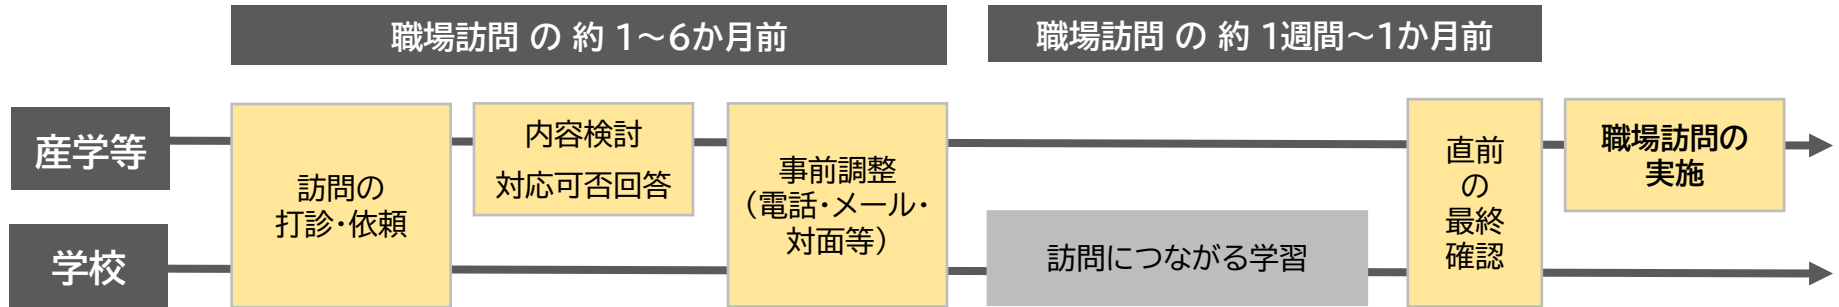 職場訪問 の 約 1～6か月前
職場訪問 の 約 1週間～1か月前
産学等
学校
訪問の
打診・依頼
内容検討
対応可否回答
事前調整
（電話・メール・
対面等）
訪問につながる学習
直前
の
最終
確認
職場訪問の
実施